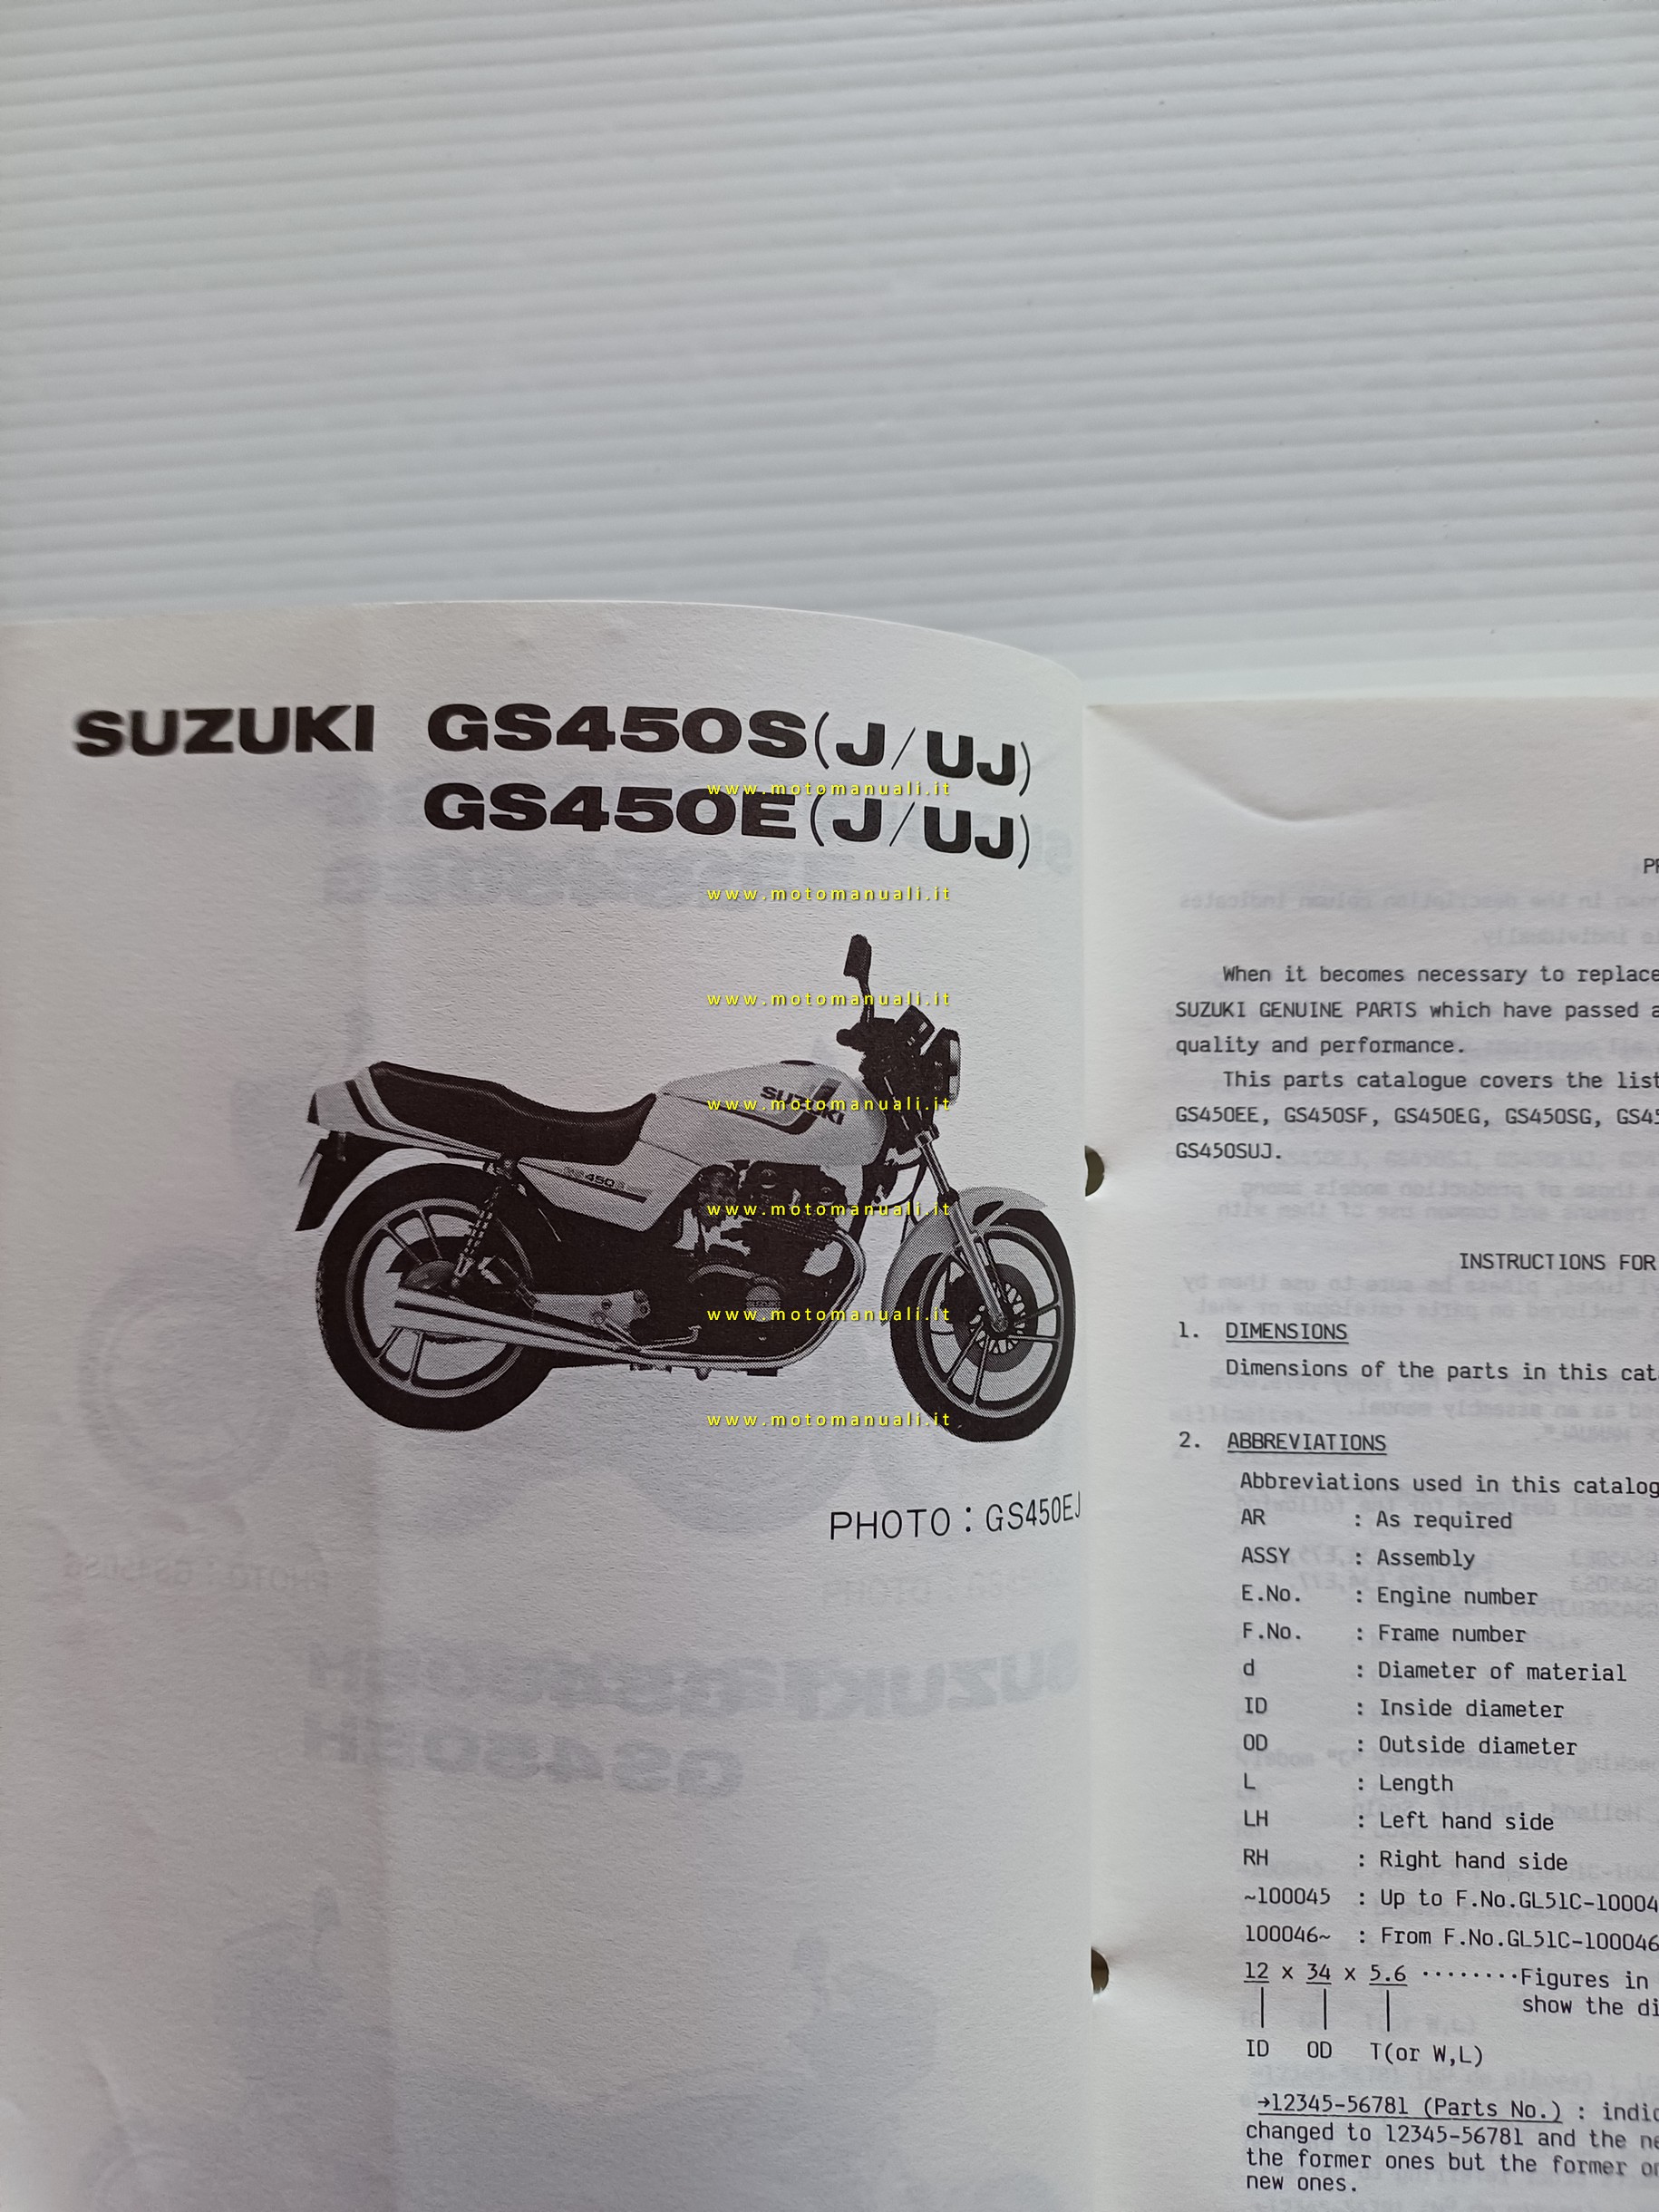 SUZUKI GS450S(J/UJ)
GS450E(J/UJ)
www.motomanuali.it
www.motomanuali.it
www.motomanuali.it
www.motomanuali.it
www.motomanuali.it
www.motomanuali.it
www.motomanuali.it
SUZUKI
450
SUZUKI
PHOTO : GS450EJ
When it becomes necessary to replace
SUZUKI GENUINE PARTS which have passed
quality and performance.
This parts catalogue covers the list
GS450EE, GS450SF, GS450EG, GS450SG, GS45
GS450SUJ.
INSTRUCTIONS FOR
1. DIMENSIONS
Dimensions of the parts in this cat
2. ABBREVIATIONS
Abbreviations used in this catalog
AR : As required
ASSY : Assembly
E.No. : Engine number
F.No. : Frame number
d : Diameter of material
ID : Inside diameter
OD : Outside diameter
L : Length
LH : Left hand side
RH : Right hand side
~100045 : Up to F.No.GL51C-10004
100046~ : From F.No.GL51C-100046
12 x 34 x 5.6 ········Figures in
show the di
ID OD T(or W,L)
→12345-56781 (Parts No.) : indic
changed to 12345-56781 and the ne
the former ones but the former on
new ones.